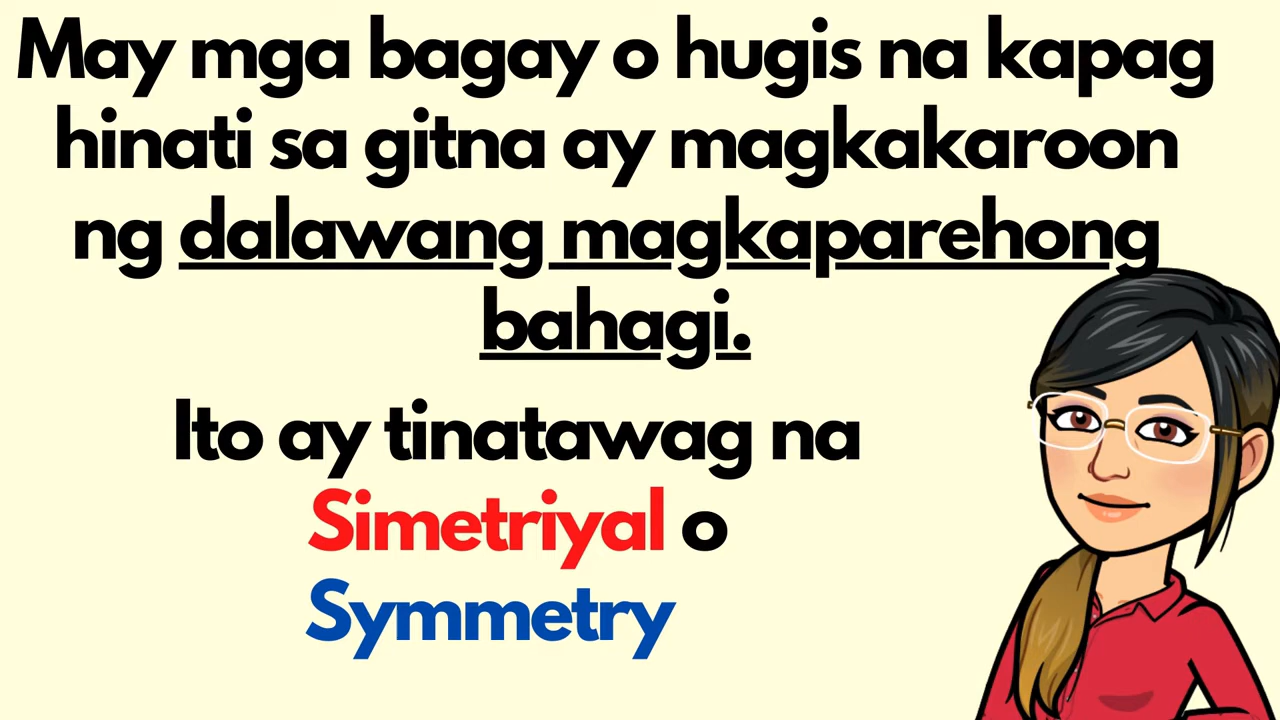 May mga bagay o hugis na kapag
hinati sa gitna ay magkakaroon
ng dalawang magkaparehong
bahagi.
Ito ay tinatawag na
Simetriyal o
Symmetry